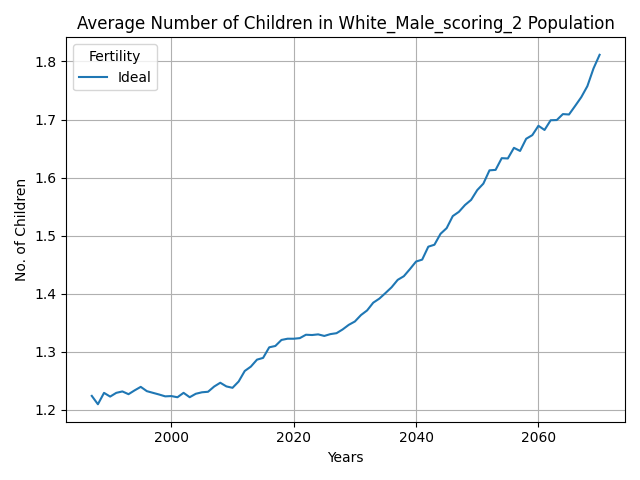 Average Number of Children in White_Male_scoring_2 Population
Fertility
Ideal
No. of Children
1.8
1.7
1.6
1.5
1.4
1.3
1.2
2000 2020 2040 2060
Years